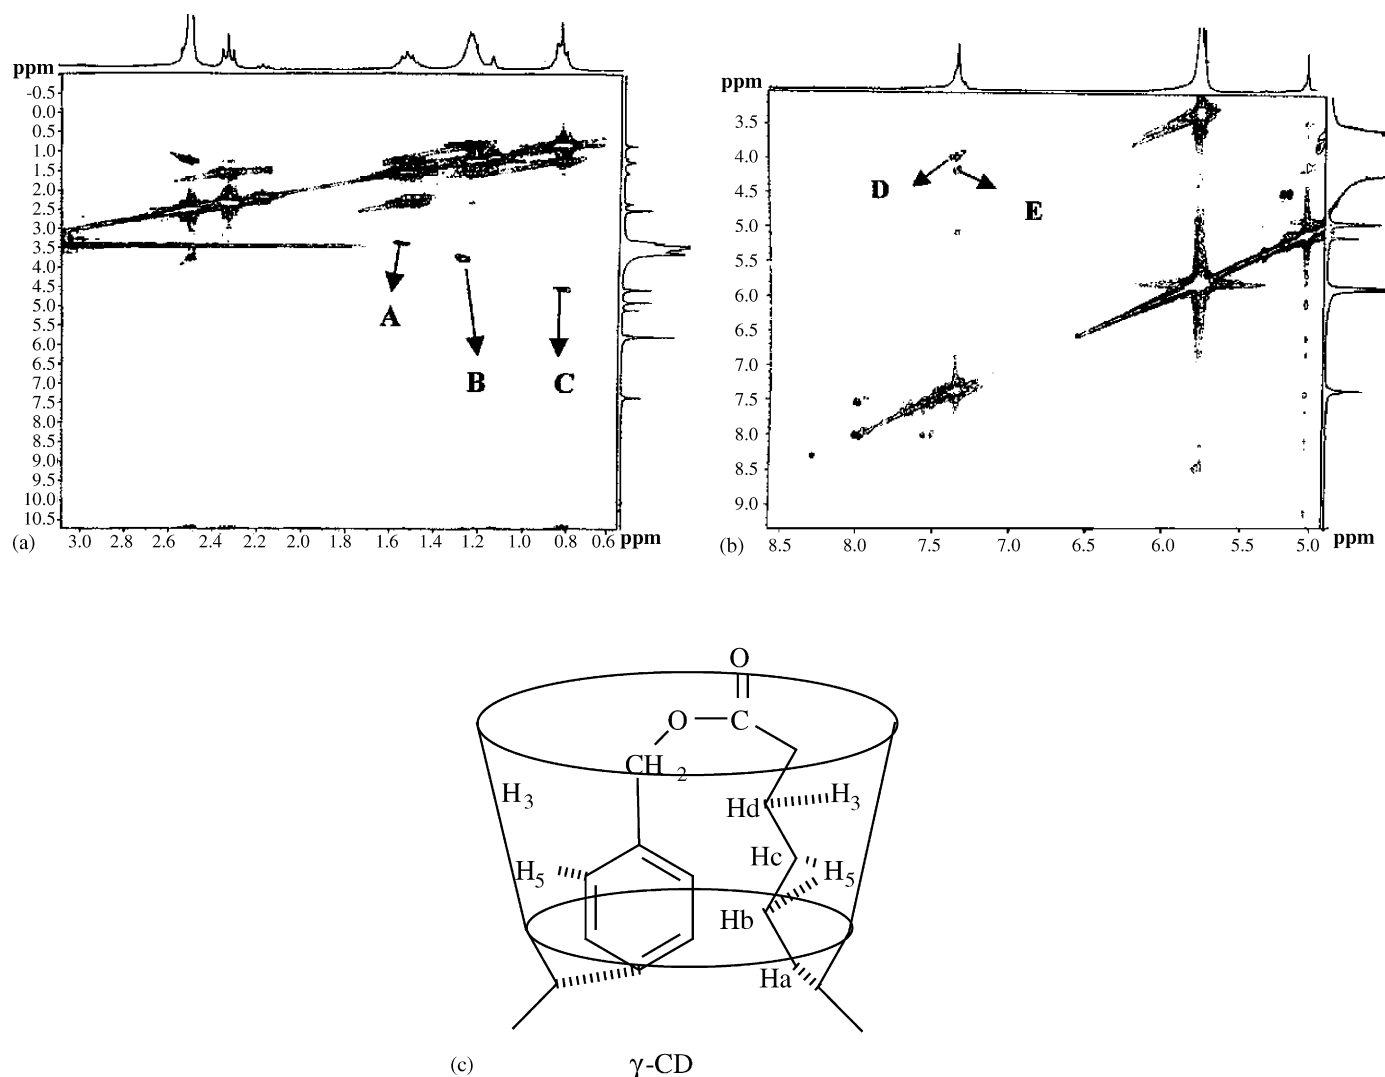 ppm
-0.5
0.0
0.5
1.0
1.5
2.0
2.5
3.0
3.5
4.0
4.5
5.0
5.5
6.0
6.5
7.0
7.5
8.0
8.5
9.0
9.5
10.0
10.5
A
B
C
(a)
3.0 2.8 2.4 2.2 2.0 1.8 1.6 1.4 1.2 1.0 0.8 0.6 ppm
ppm
3.5
4.0
4.5
5.0
5.5
6.0
6.5
7.0
7.5
8.0
8.5
9.0
D
E
(b)
8.5 8.0 7.5 7.0 6.5 6.0 5.5 5.0 ppm
O
O C
CH 2
H3 Hd H3
Hc
H5 H5
Hb
Ha
(c) γ-CD